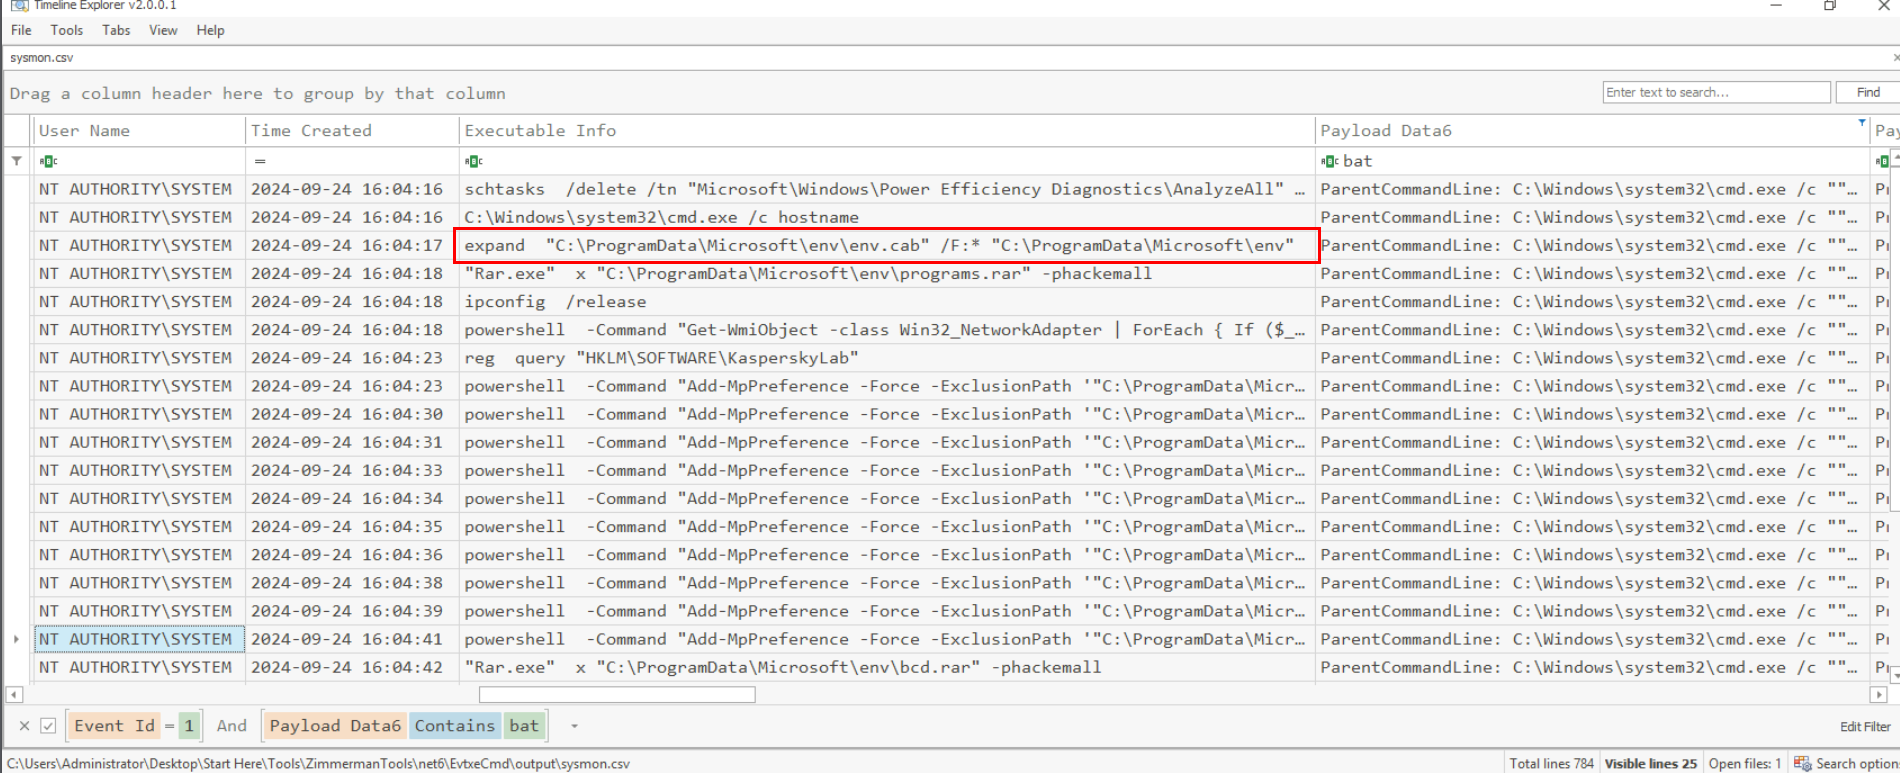 Timeline Explorer v2.0.0.1
File Tools Tabs View Help
sysmon.csv
Drag a column header here to group by that column
Enter text to search... Find
User Name Time Created Executable Info Payload Data6 Pay
= bat
NT AUTHORITY\SYSTEM 2024-09-24 16:04:16 schtasks /delete /tn "Microsoft\Windows\Power Efficiency Diagnostics\AnalyzeAll" … ParentCommandLine: C:\Windows\system32\cmd.exe /c ""…
NT AUTHORITY\SYSTEM 2024-09-24 16:04:16 C:\Windows\system32\cmd.exe /c hostname ParentCommandLine: C:\Windows\system32\cmd.exe /c ""…
NT AUTHORITY\SYSTEM 2024-09-24 16:04:17 expand "C:\ProgramData\Microsoft\env\env.cab" /F:* "C:\ProgramData\Microsoft\env" ParentCommandLine: C:\Windows\system32\cmd.exe /c ""…
NT AUTHORITY\SYSTEM 2024-09-24 16:04:18 "Rar.exe" x "C:\ProgramData\Microsoft\env\programs.rar" -phackemall ParentCommandLine: C:\Windows\system32\cmd.exe /c ""…
NT AUTHORITY\SYSTEM 2024-09-24 16:04:18 ipconfig /release ParentCommandLine: C:\Windows\system32\cmd.exe /c ""…
NT AUTHORITY\SYSTEM 2024-09-24 16:04:18 powershell -Command "Get-WmiObject -class Win32_NetworkAdapter | ForEach { If ($_… ParentCommandLine: C:\Windows\system32\cmd.exe /c ""…
NT AUTHORITY\SYSTEM 2024-09-24 16:04:23 reg query "HKLM\SOFTWARE\KasperskyLab" ParentCommandLine: C:\Windows\system32\cmd.exe /c ""…
NT AUTHORITY\SYSTEM 2024-09-24 16:04:23 powershell -Command "Add-MpPreference -Force -ExclusionPath '"C:\ProgramData\Micr… ParentCommandLine: C:\Windows\system32\cmd.exe /c ""…
NT AUTHORITY\SYSTEM 2024-09-24 16:04:30 powershell -Command "Add-MpPreference -Force -ExclusionPath '"C:\ProgramData\Micr… ParentCommandLine: C:\Windows\system32\cmd.exe /c ""…
NT AUTHORITY\SYSTEM 2024-09-24 16:04:31 powershell -Command "Add-MpPreference -Force -ExclusionPath '"C:\ProgramData\Micr… ParentCommandLine: C:\Windows\system32\cmd.exe /c ""…
NT AUTHORITY\SYSTEM 2024-09-24 16:04:33 powershell -Command "Add-MpPreference -Force -ExclusionPath '"C:\ProgramData\Micr… ParentCommandLine: C:\Windows\system32\cmd.exe /c ""…
NT AUTHORITY\SYSTEM 2024-09-24 16:04:34 powershell -Command "Add-MpPreference -Force -ExclusionPath '"C:\ProgramData\Micr… ParentCommandLine: C:\Windows\system32\cmd.exe /c ""…
NT AUTHORITY\SYSTEM 2024-09-24 16:04:35 powershell -Command "Add-MpPreference -Force -ExclusionPath '"C:\ProgramData\Micr… ParentCommandLine: C:\Windows\system32\cmd.exe /c ""…
NT AUTHORITY\SYSTEM 2024-09-24 16:04:36 powershell -Command "Add-MpPreference -Force -ExclusionPath '"C:\ProgramData\Micr… ParentCommandLine: C:\Windows\system32\cmd.exe /c ""…
NT AUTHORITY\SYSTEM 2024-09-24 16:04:38 powershell -Command "Add-MpPreference -Force -ExclusionPath '"C:\ProgramData\Micr… ParentCommandLine: C:\Windows\system32\cmd.exe /c ""…
NT AUTHORITY\SYSTEM 2024-09-24 16:04:39 powershell -Command "Add-MpPreference -Force -ExclusionPath '"C:\ProgramData\Micr… ParentCommandLine: C:\Windows\system32\cmd.exe /c ""…
NT AUTHORITY\SYSTEM 2024-09-24 16:04:41 powershell -Command "Add-MpPreference -Force -ExclusionPath '"C:\ProgramData\Micr… ParentCommandLine: C:\Windows\system32\cmd.exe /c ""…
NT AUTHORITY\SYSTEM 2024-09-24 16:04:42 "Rar.exe" x "C:\ProgramData\Microsoft\env\bcd.rar" -phackemall ParentCommandLine: C:\Windows\system32\cmd.exe /c ""…
Event Id = 1 And Payload Data6 Contains bat Edit Filter
C:\Users\Administrator\Desktop\Start Here\Tools\ZimmermanTools\net6\EvtxeCmd\output\sysmon.csv Total lines 784 Visible lines 25 Open files: 1 Search option